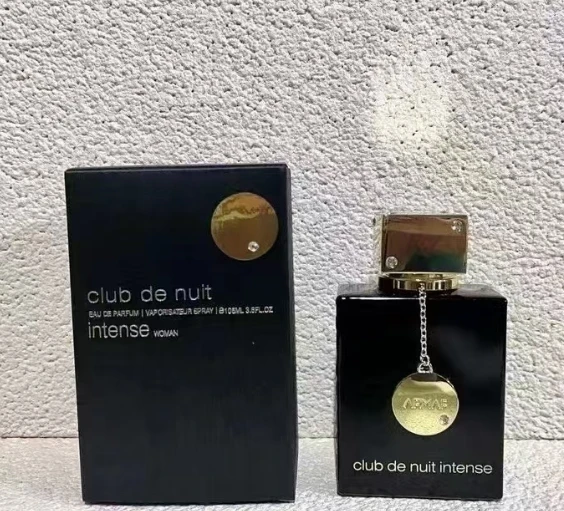 club de nuit
EAU DE PARFUM | VAPORISATEUR SPRAY | ℮105ML 3.6FL.OZ
intense WOMAN
ARMAF
club de nuit intense